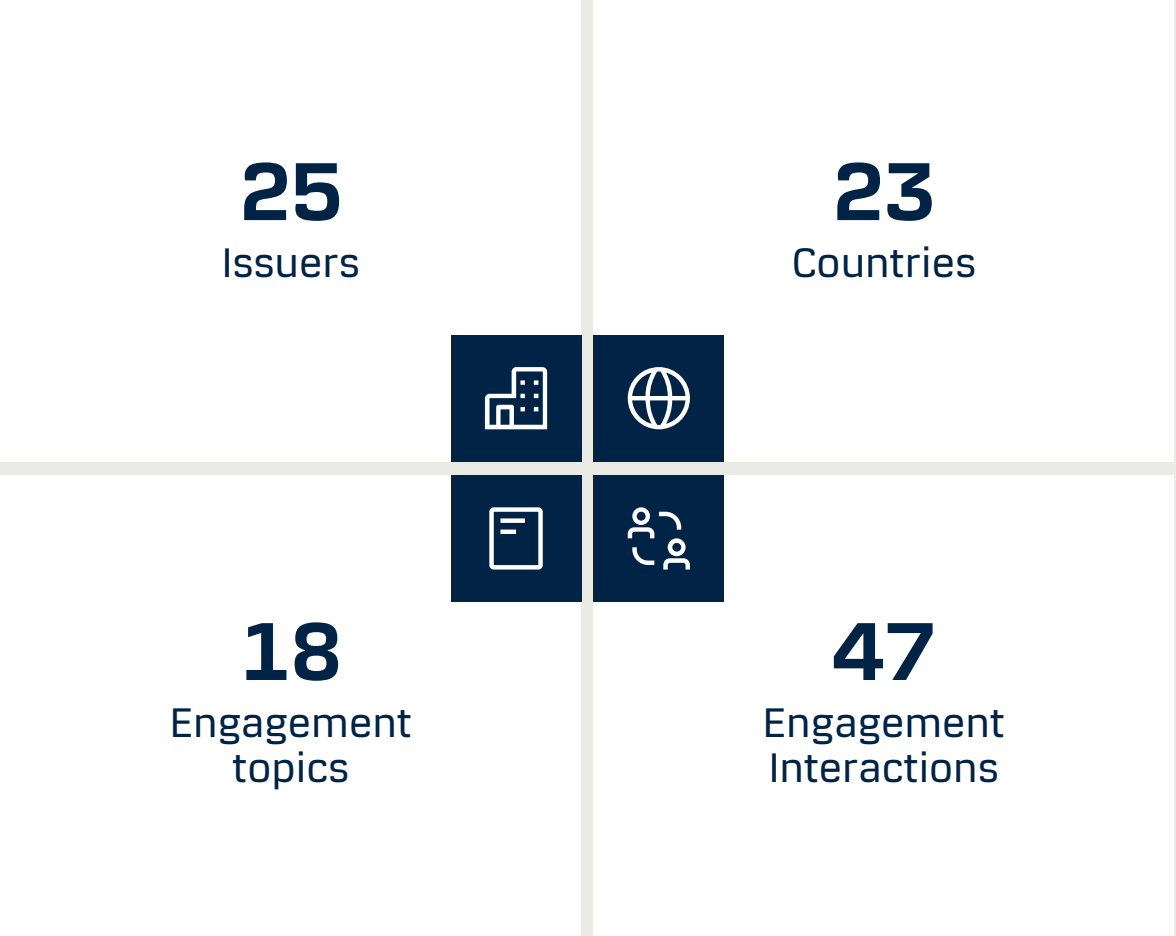 25
Issuers
23
Countries
18
Engagement
topics
47
Engagement
Interactions